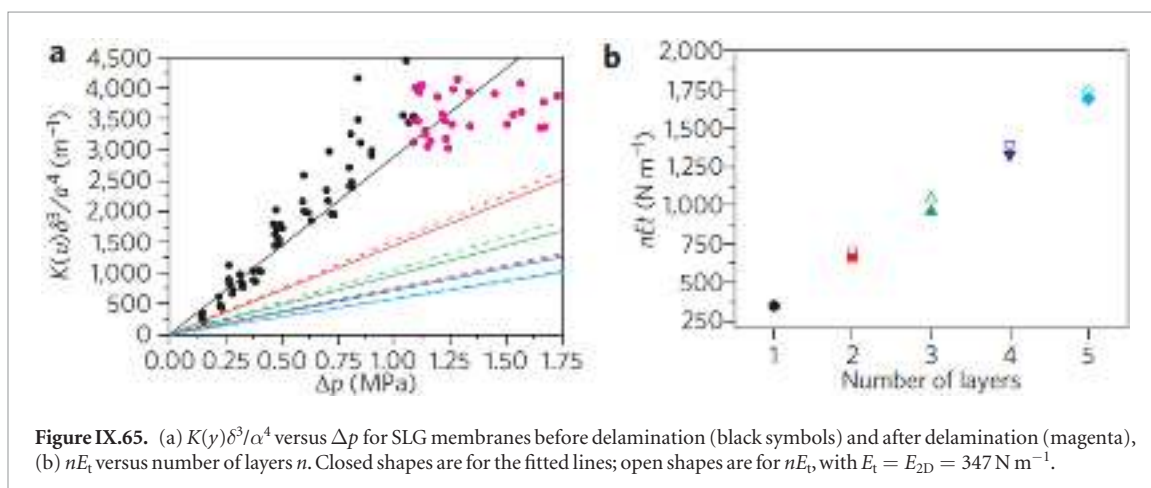 a
4,500
4,000
3,500
3,000
2,500
2,000
1,500
1,000
500
0
K(υ)δ³/a⁴ (m⁻¹)
0.00 0.25 0.50 0.75 1.00 1.25 1.50 1.75
Δp (MPa)
b
2,000
1,750
1,500
1,250
1,000
750
500
250
nEt (N m⁻¹)
1 2 3 4 5
Number of layers
Figure IX.65. (a) K(y)δ³/α⁴ versus Δp for SLG membranes before delamination (black symbols) and after delamination (magenta),
(b) nEₜ versus number of layers n. Closed shapes are for the fitted lines; open shapes are for nEₜ, with Eₜ = E₂D = 347 N m⁻¹.